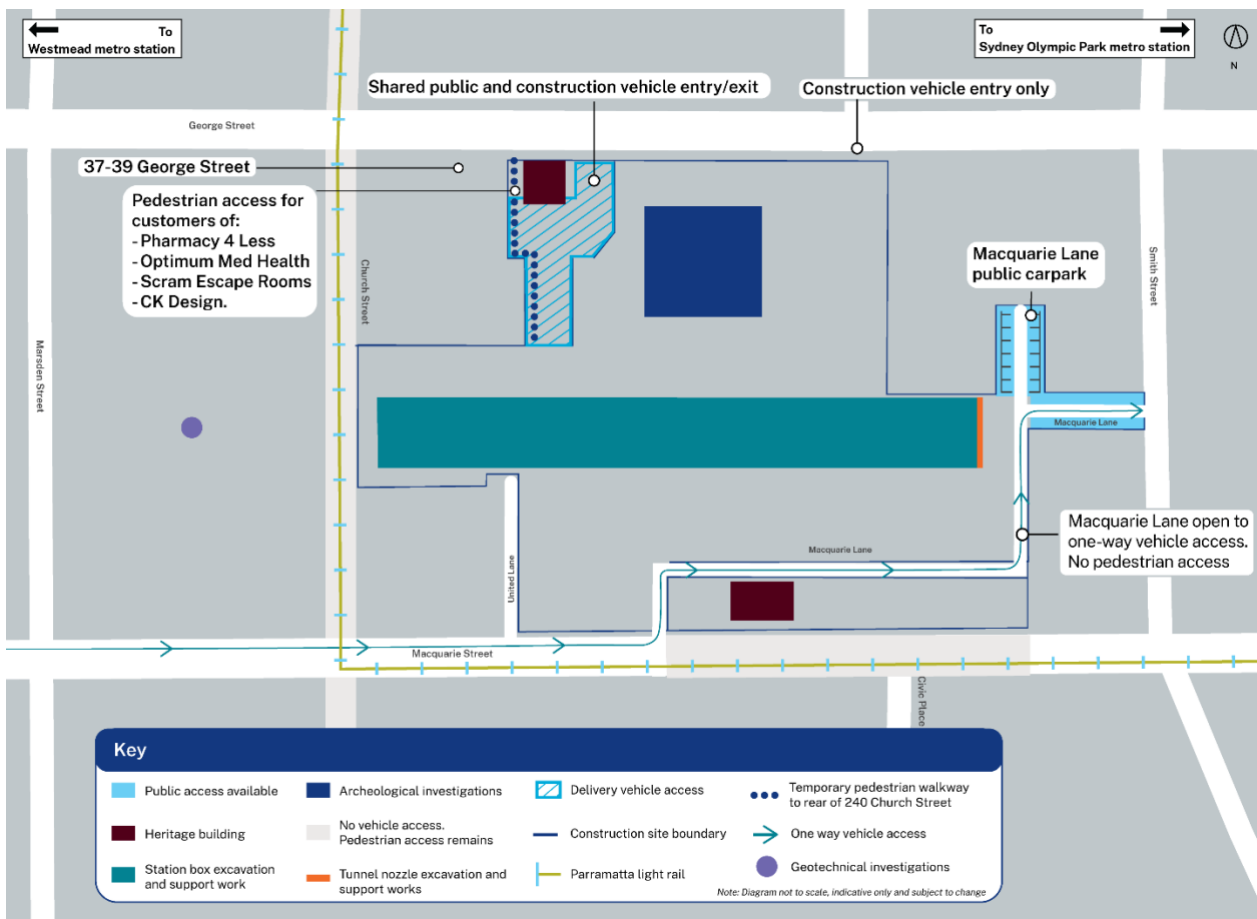 To
Westmead metro station
To
Sydney Olympic Park metro station
N
Shared public and construction vehicle entry/exit
Construction vehicle entry only
George Street
37-39 George Street
Pedestrian access for
customers of:
- Pharmacy 4 Less
- Optimum Med Health
- Scram Escape Rooms
- CK Design.
Church Street
Marsden Street
Smith Street
Macquarie Lane
public carpark
Macquarie Lane
Macquarie Lane open to
one-way vehicle access.
No pedestrian access
Macquarie Lane
United Lane
Macquarie Street
Civic Place
Key
Public access available
Archeological investigations
Delivery vehicle access
Temporary pedestrian walkway
to rear of 240 Church Street
Heritage building
No vehicle access.
Pedestrian access remains
Construction site boundary
One way vehicle access
Station box excavation
and support work
Tunnel nozzle excavation and
support works
Parramatta light rail
Geotechnical investigations
Note: Diagram not to scale, indicative only and subject to change